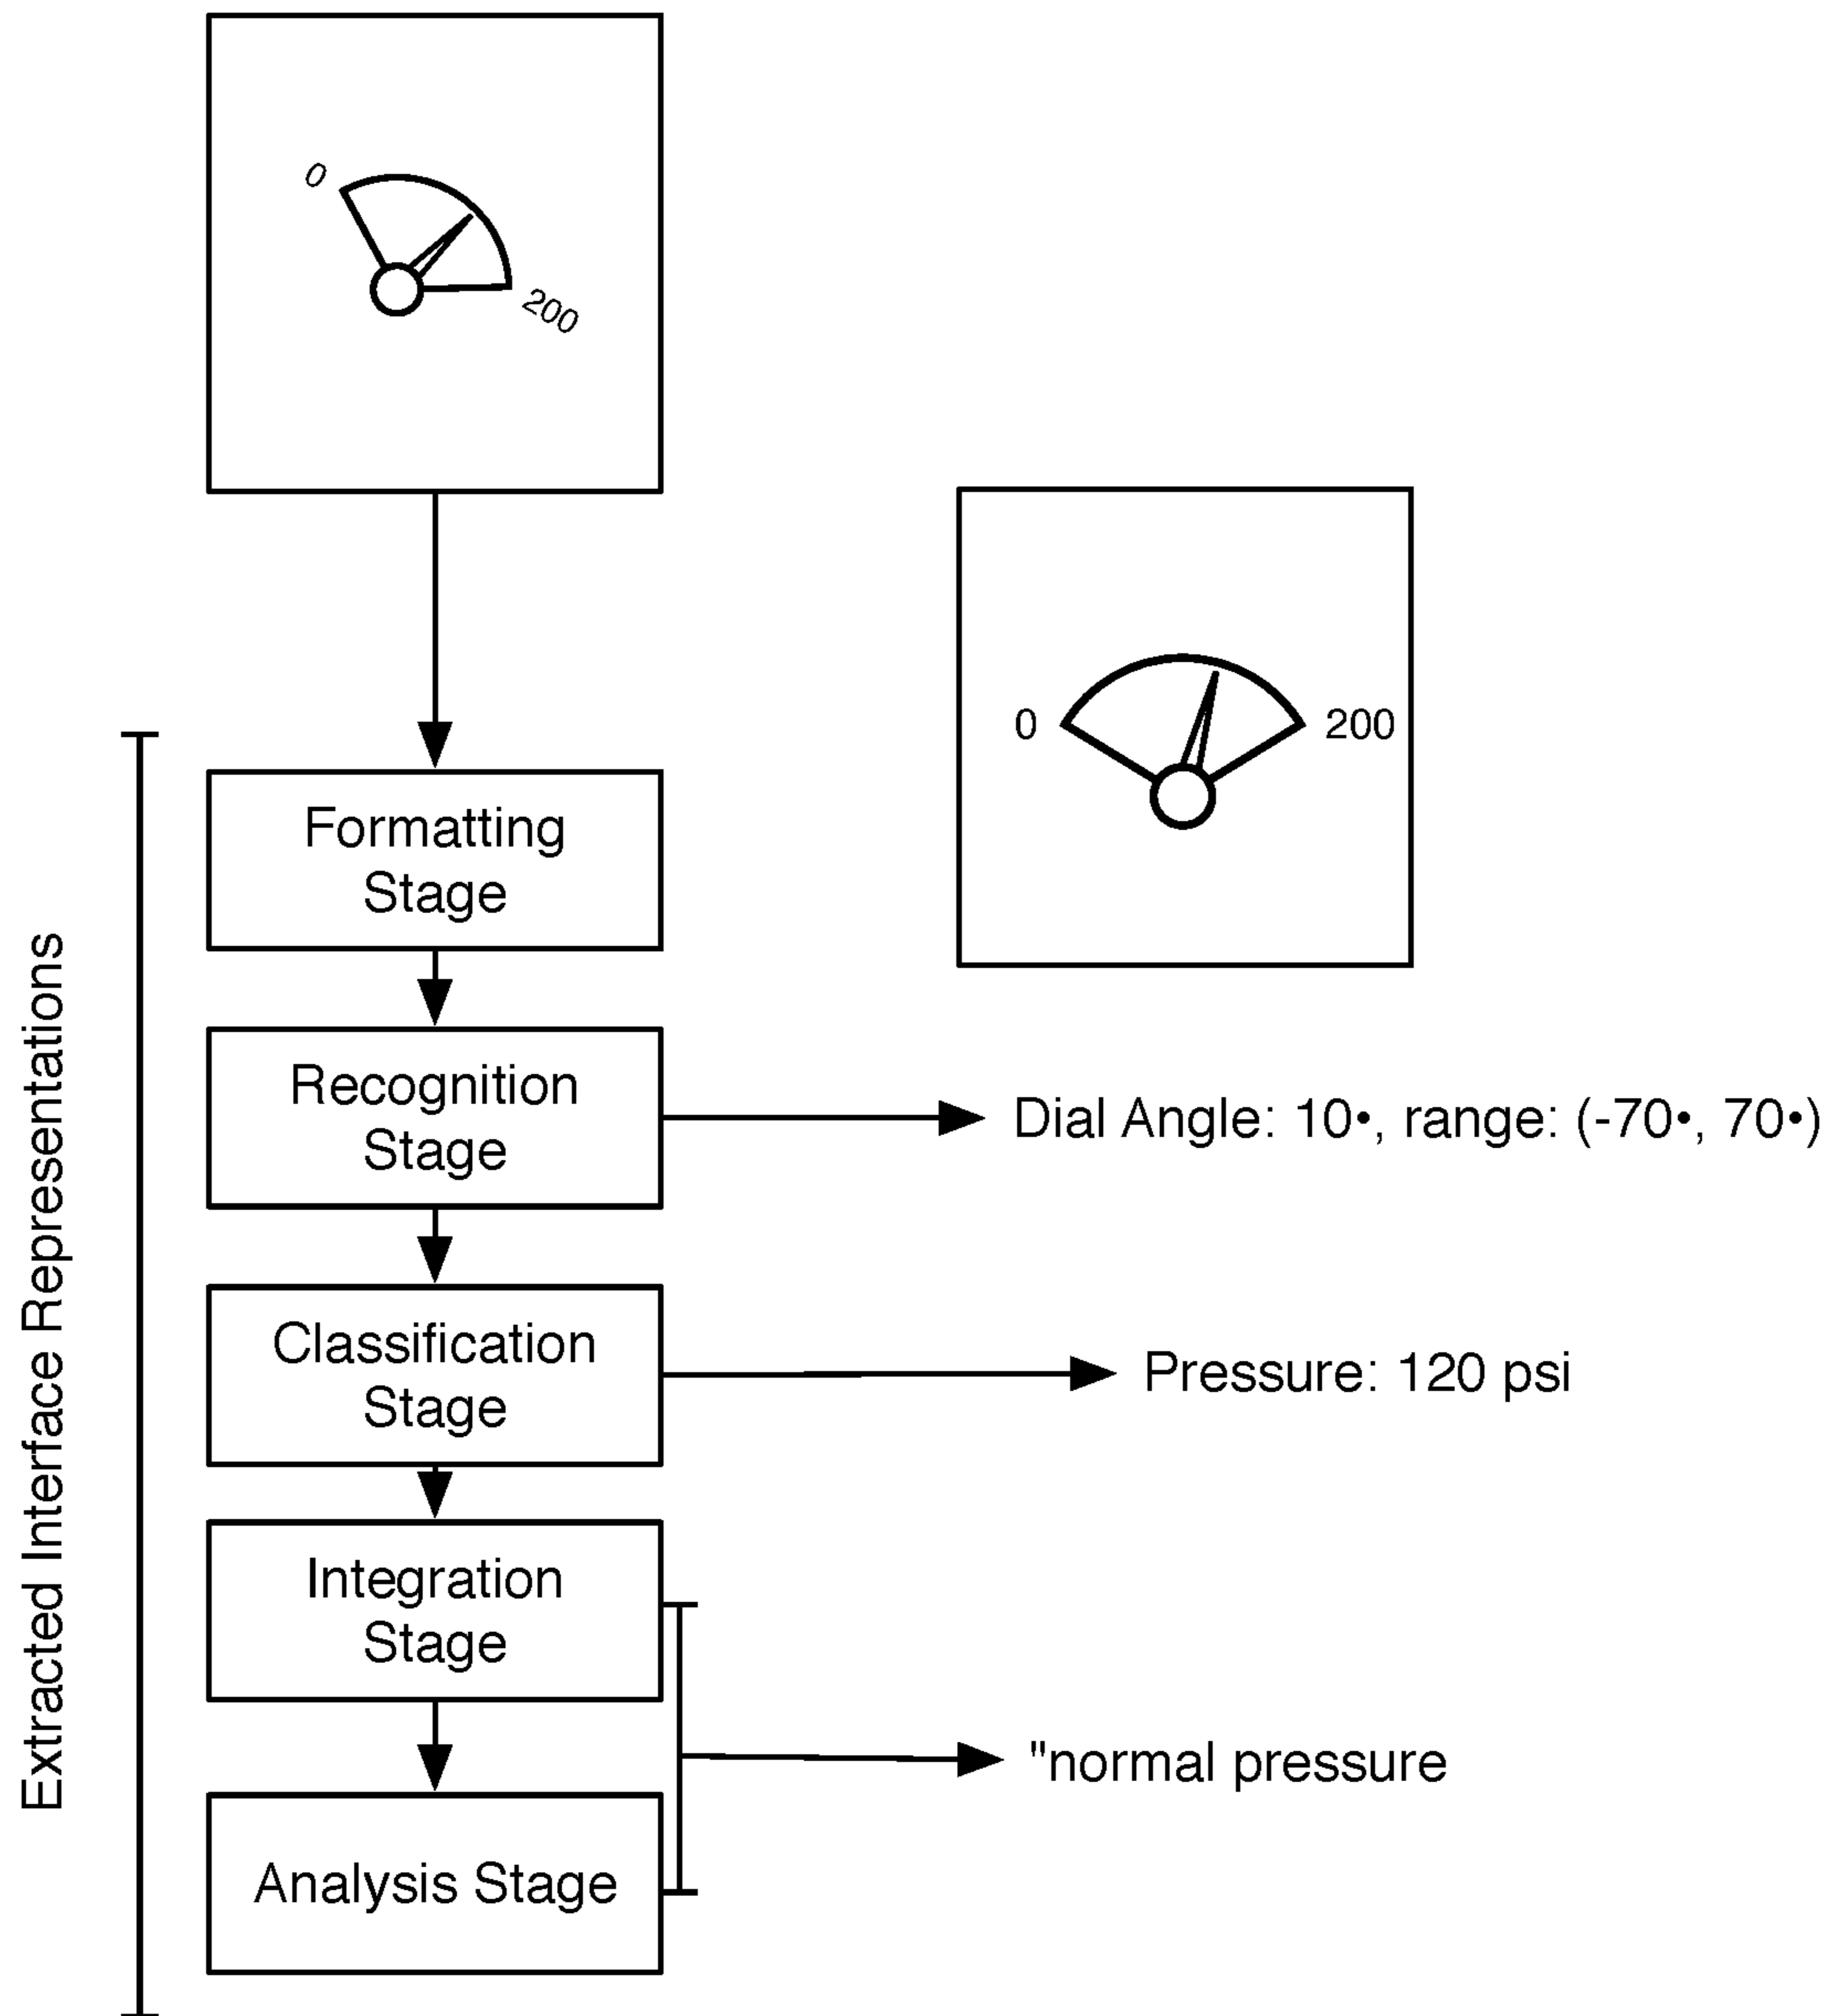 0
200
0
200
Formatting
Stage
Recognition
Stage
Dial Angle: 10•, range: (-70•, 70•)
Classification
Stage
Pressure: 120 psi
Integration
Stage
"normal pressure
Analysis Stage
Extracted Interface Representations